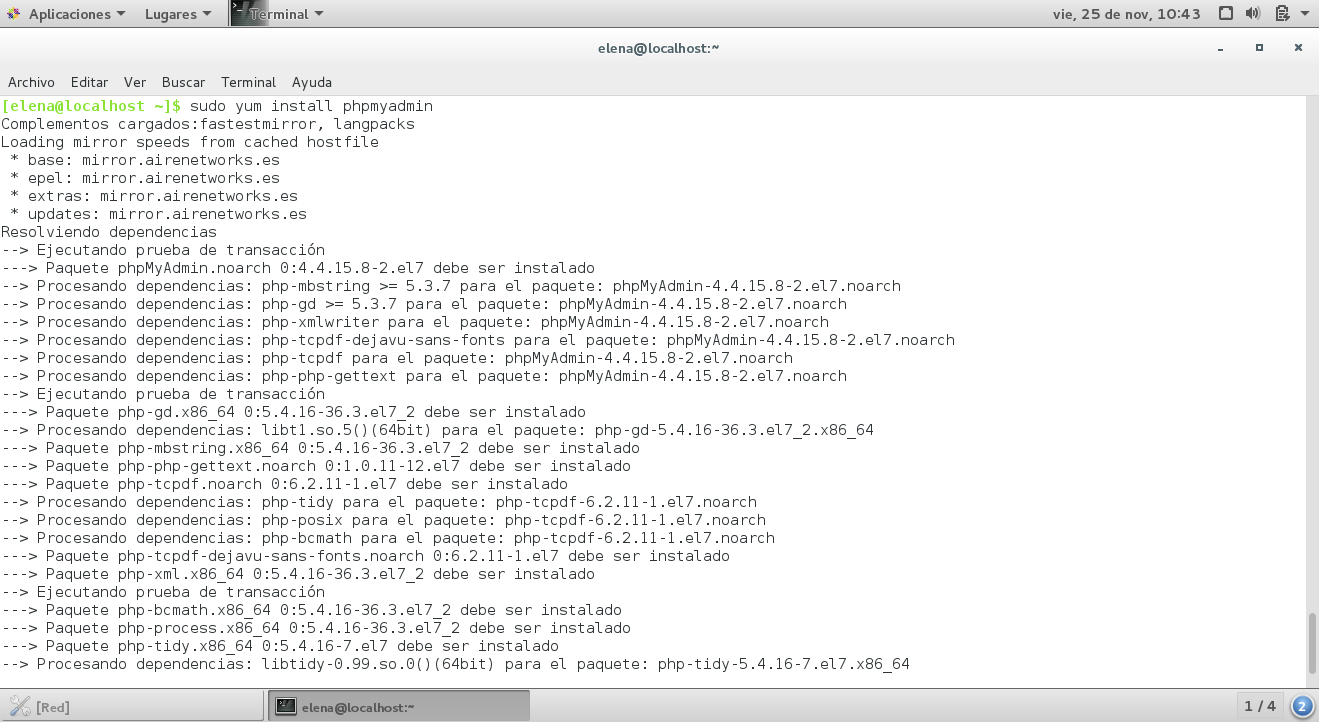 Aplicaciones Lugares Terminal vie, 25 de nov, 10:43
elena@localhost:~
Archivo Editar Ver Buscar Terminal Ayuda
[elena@localhost ~]$ sudo yum install phpmyadmin
Complementos cargados:fastestmirror, langpacks
Loading mirror speeds from cached hostfile
 * base: mirror.airenetworks.es
 * epel: mirror.airenetworks.es
 * extras: mirror.airenetworks.es
 * updates: mirror.airenetworks.es
Resolviendo dependencias
--> Ejecutando prueba de transacción
---> Paquete phpMyAdmin.noarch 0:4.4.15.8-2.el7 debe ser instalado
--> Procesando dependencias: php-mbstring >= 5.3.7 para el paquete: phpMyAdmin-4.4.15.8-2.el7.noarch
--> Procesando dependencias: php-gd >= 5.3.7 para el paquete: phpMyAdmin-4.4.15.8-2.el7.noarch
--> Procesando dependencias: php-xmlwriter para el paquete: phpMyAdmin-4.4.15.8-2.el7.noarch
--> Procesando dependencias: php-tcpdf-dejavu-sans-fonts para el paquete: phpMyAdmin-4.4.15.8-2.el7.noarch
--> Procesando dependencias: php-tcpdf para el paquete: phpMyAdmin-4.4.15.8-2.el7.noarch
--> Procesando dependencias: php-php-gettext para el paquete: phpMyAdmin-4.4.15.8-2.el7.noarch
--> Ejecutando prueba de transacción
---> Paquete php-gd.x86_64 0:5.4.16-36.3.el7_2 debe ser instalado
--> Procesando dependencias: libt1.so.5()(64bit) para el paquete: php-gd-5.4.16-36.3.el7_2.x86_64
---> Paquete php-mbstring.x86_64 0:5.4.16-36.3.el7_2 debe ser instalado
---> Paquete php-php-gettext.noarch 0:1.0.11-12.el7 debe ser instalado
---> Paquete php-tcpdf.noarch 0:6.2.11-1.el7 debe ser instalado
--> Procesando dependencias: php-tidy para el paquete: php-tcpdf-6.2.11-1.el7.noarch
--> Procesando dependencias: php-posix para el paquete: php-tcpdf-6.2.11-1.el7.noarch
--> Procesando dependencias: php-bcmath para el paquete: php-tcpdf-6.2.11-1.el7.noarch
---> Paquete php-tcpdf-dejavu-sans-fonts.noarch 0:6.2.11-1.el7 debe ser instalado
---> Paquete php-xml.x86_64 0:5.4.16-36.3.el7_2 debe ser instalado
--> Ejecutando prueba de transacción
---> Paquete php-bcmath.x86_64 0:5.4.16-36.3.el7_2 debe ser instalado
---> Paquete php-process.x86_64 0:5.4.16-36.3.el7_2 debe ser instalado
---> Paquete php-tidy.x86_64 0:5.4.16-7.el7 debe ser instalado
--> Procesando dependencias: libtidy-0.99.so.0()(64bit) para el paquete: php-tidy-5.4.16-7.el7.x86_64
[Red] elena@localhost:~ 1 / 4 2